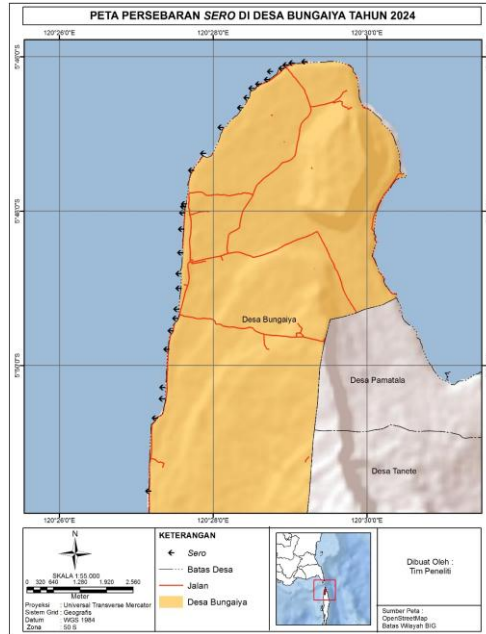 PETA PERSEBARAN SERO DI DESA BUNGAIYA TAHUN 2024
120°26'0"E 120°28'0"E 120°30'0"E
Desa Bungaiya
Desa Pamatala
Desa Tanete
120°26'0"E 120°28'0"E 120°30'0"E
N
SKALA 1:55.000
0 320 640 1.280 1.920 2.560
Meter
Proyeksi : Universal Transverse Mercator
Sistem Grid : Geografis
Datum : WGS 1984
Zona : 50 S
KETERANGAN
Sero
Batas Desa
Jalan
Desa Bungaiya
Dibuat Oleh :
Tim Peneliti
Sumber Peta :
OpenStreetMap
Batas Wilayah BIG